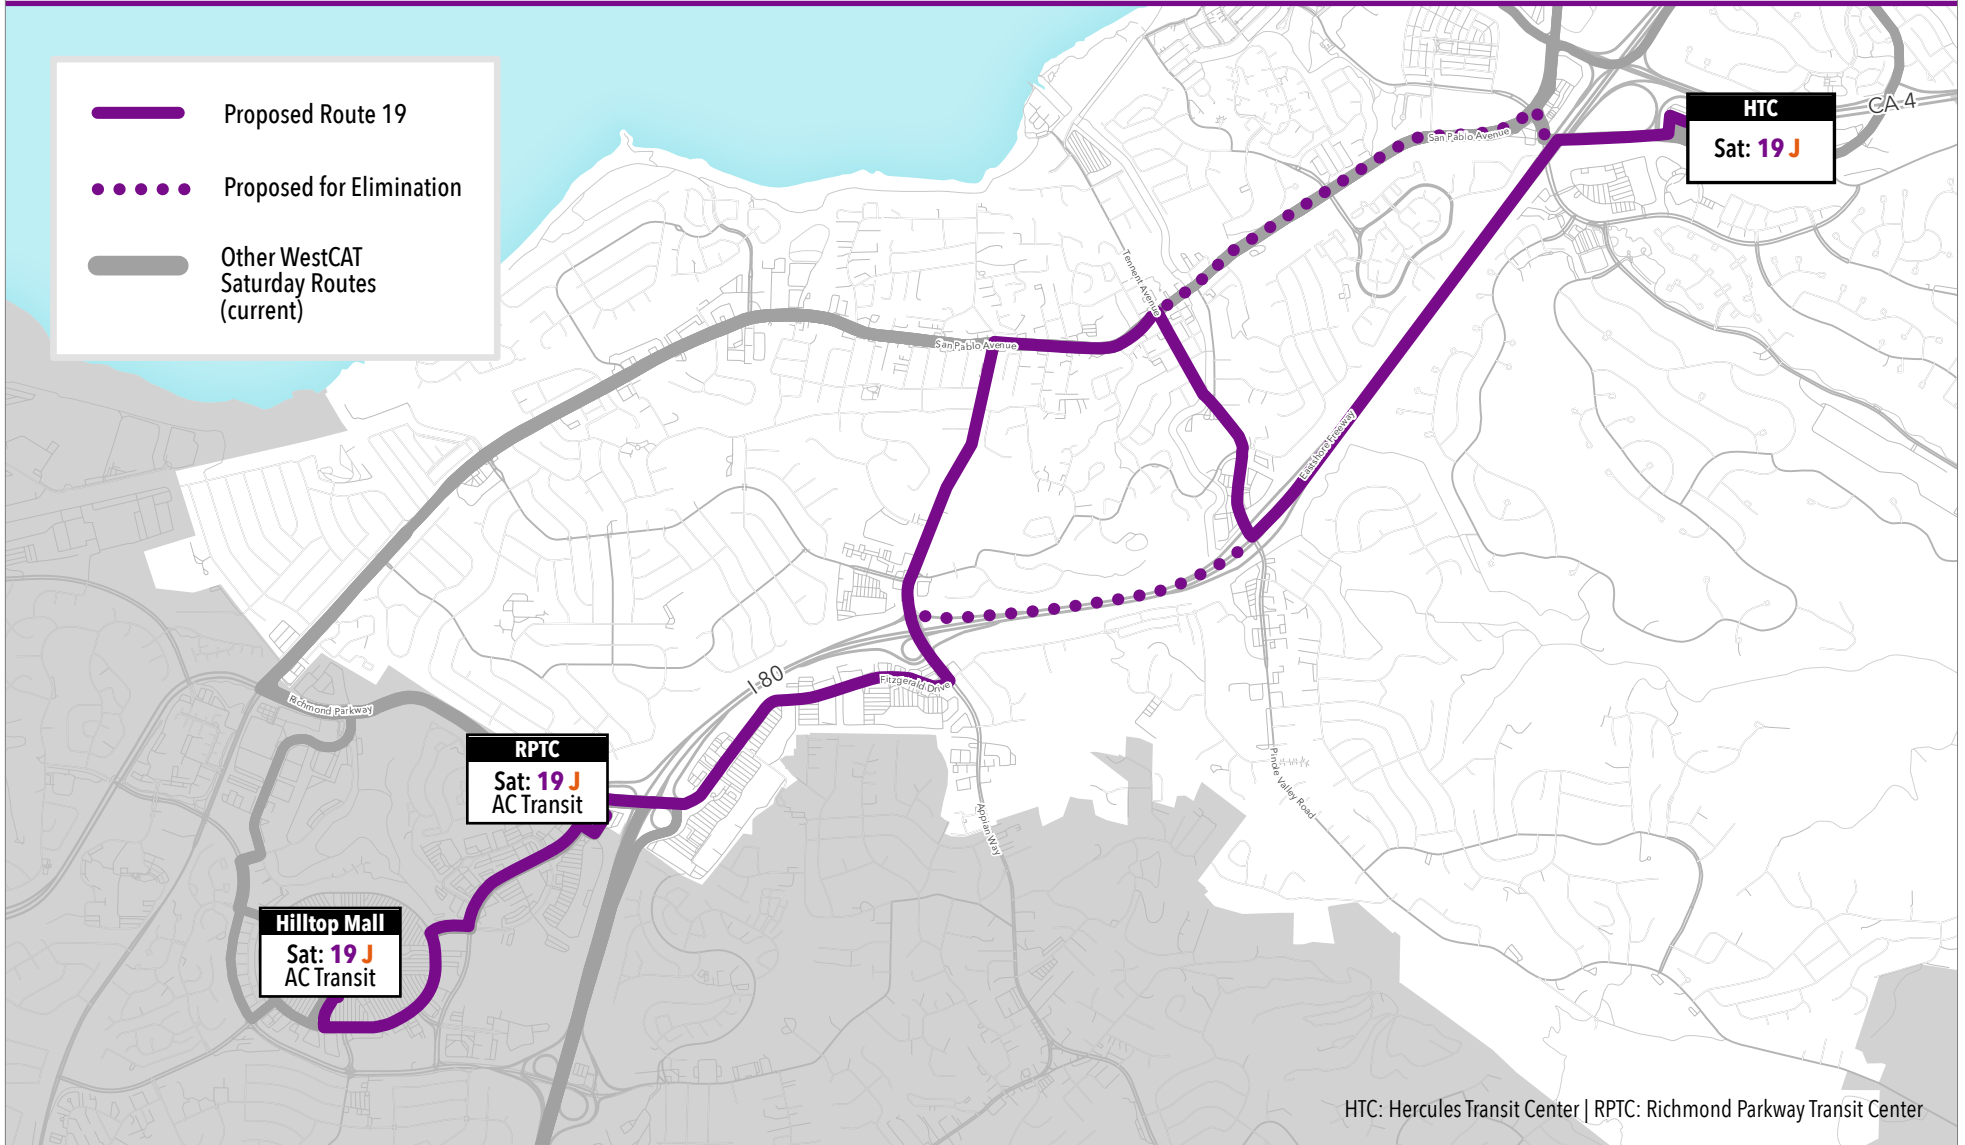 Proposed Route 19
Proposed for Elimination
Other WestCAT
Saturday Routes
(current)
HTC
Sat: 19 J
CA 4
San Pablo Avenue
Tennent Avenue
San Pablo Avenue
Eastshore Freeway
I-80
Fitzgerald Drive
Richmond Parkway
RPTC
Sat: 19 J
AC Transit
Pinole Valley Road
Appian Way
Hilltop Mall
Sat: 19 J
AC Transit
HTC: Hercules Transit Center | RPTC: Richmond Parkway Transit Center